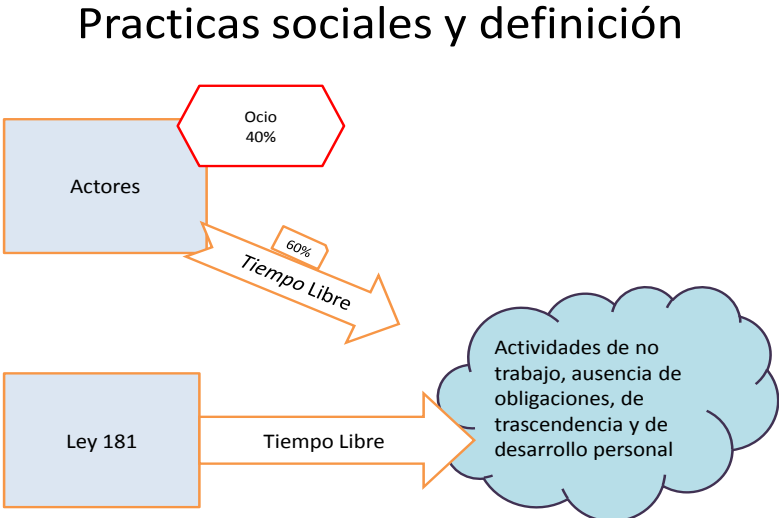 Practicas sociales y definición
Ocio
40%
Actores
60%
Tiempo Libre
Actividades de no
trabajo, ausencia de
obligaciones, de
trascendencia y de
desarrollo personal
Ley 181
Tiempo Libre